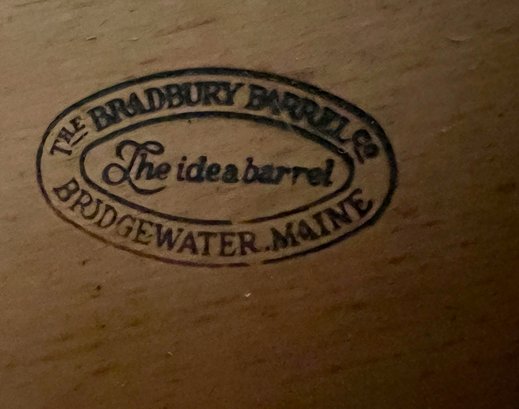 THE BRADBURY BARREL Co
The idea barrel
BRIDGEWATER. MAINE